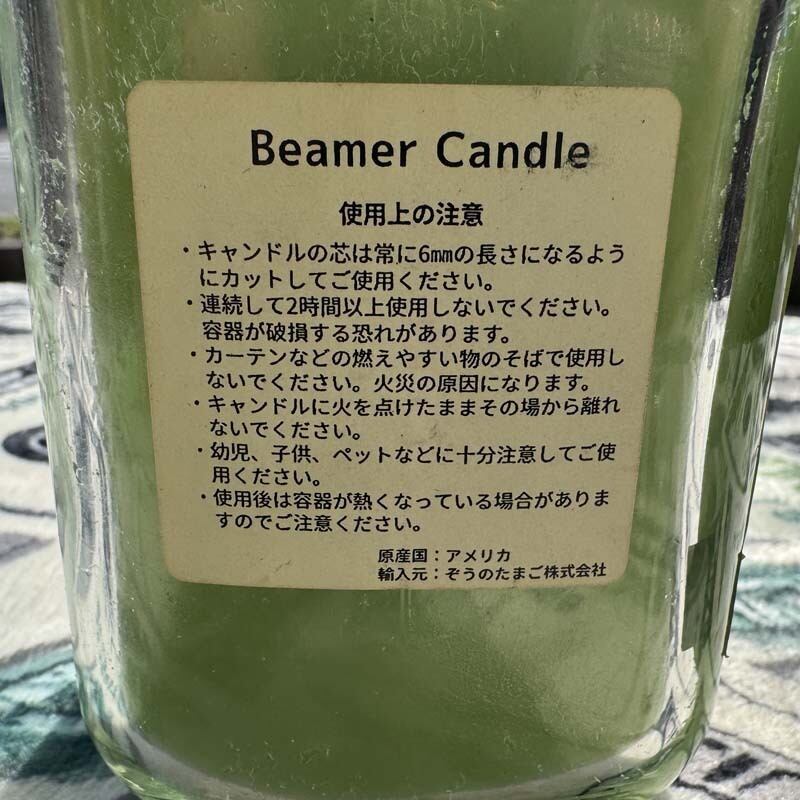 Beamer Candle
使用上の注意
・キャンドルの芯は常に6㎜の長さになるよう
にカットしてご使用ください。
・連続して2時間以上使用しないでください。
容器が破損する恐れがあります。
・カーテンなどの燃えやすい物のそばで使用し
ないでください。火災の原因になります。
・キャンドルに火を点けたままその場から離れ
ないでください。
・幼児、子供、ペットなどに十分注意してご使
用ください。
・使用後は容器が熱くなっている場合がありま
すのでご注意ください。
原産国：アメリカ
輸入元：ぞうのたまご株式会社